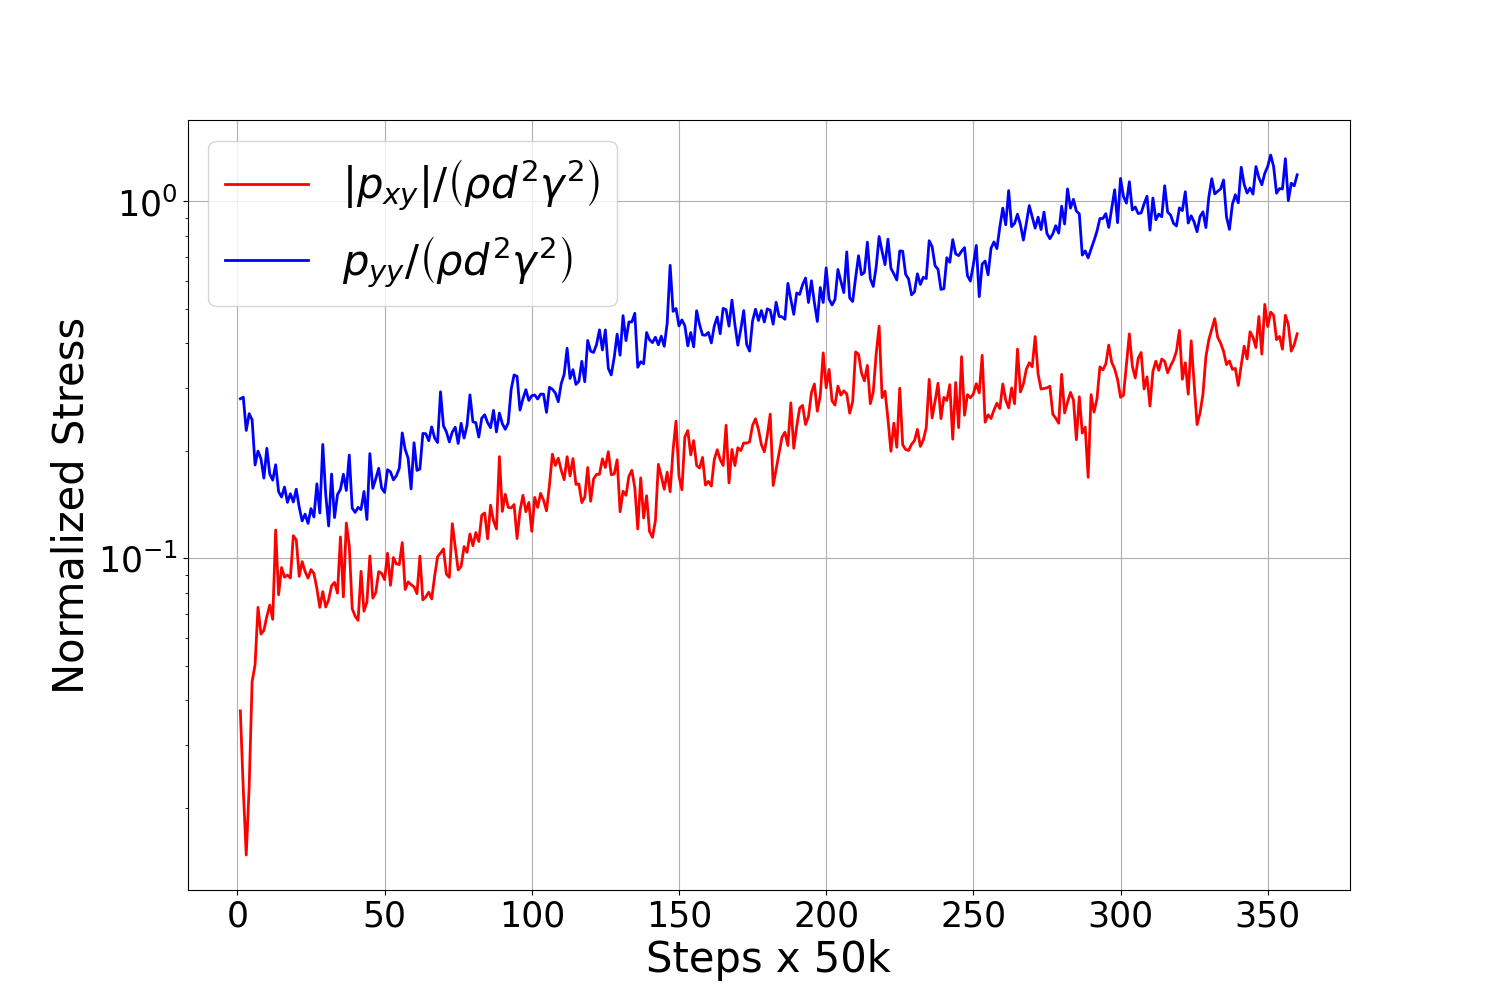 |p_xy|/(ρd²γ²)
p_yy/(ρd²γ²)
Normalized Stress
10⁰
10⁻¹
0 50 100 150 200 250 300 350
Steps x 50k